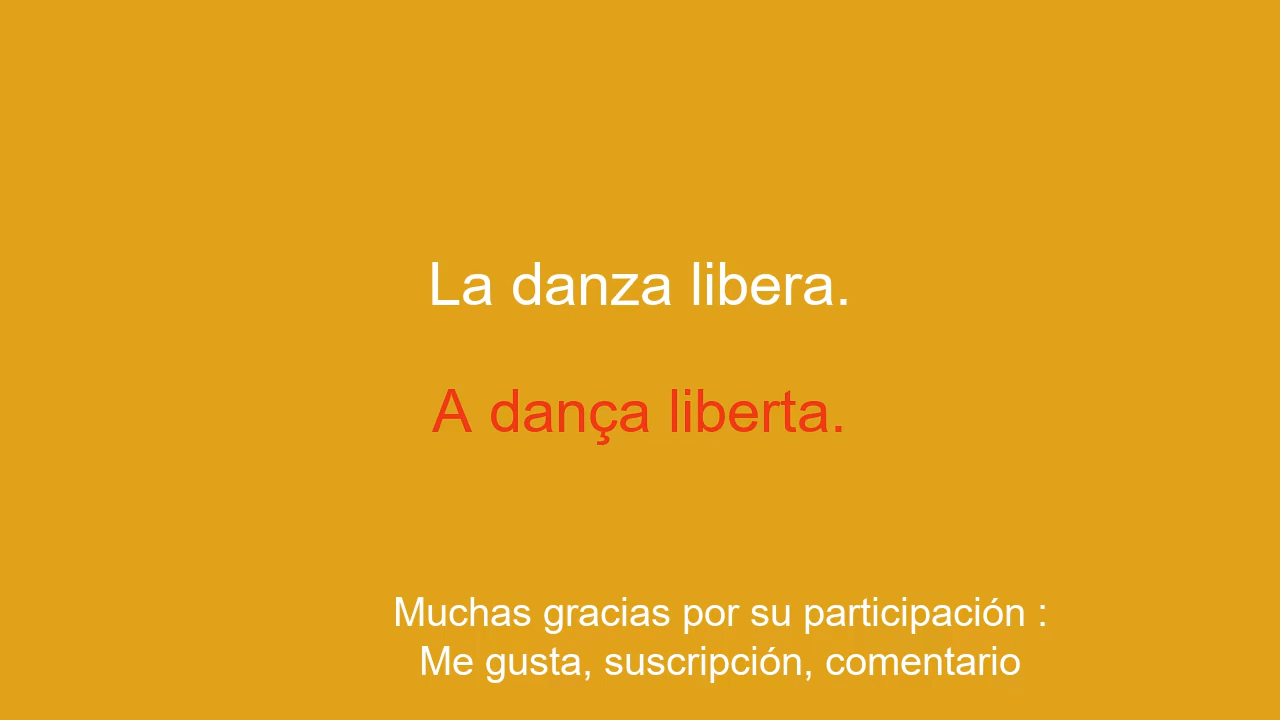 La danza libera.
A dança liberta.
Muchas gracias por su participación :
Me gusta, suscripción, comentario